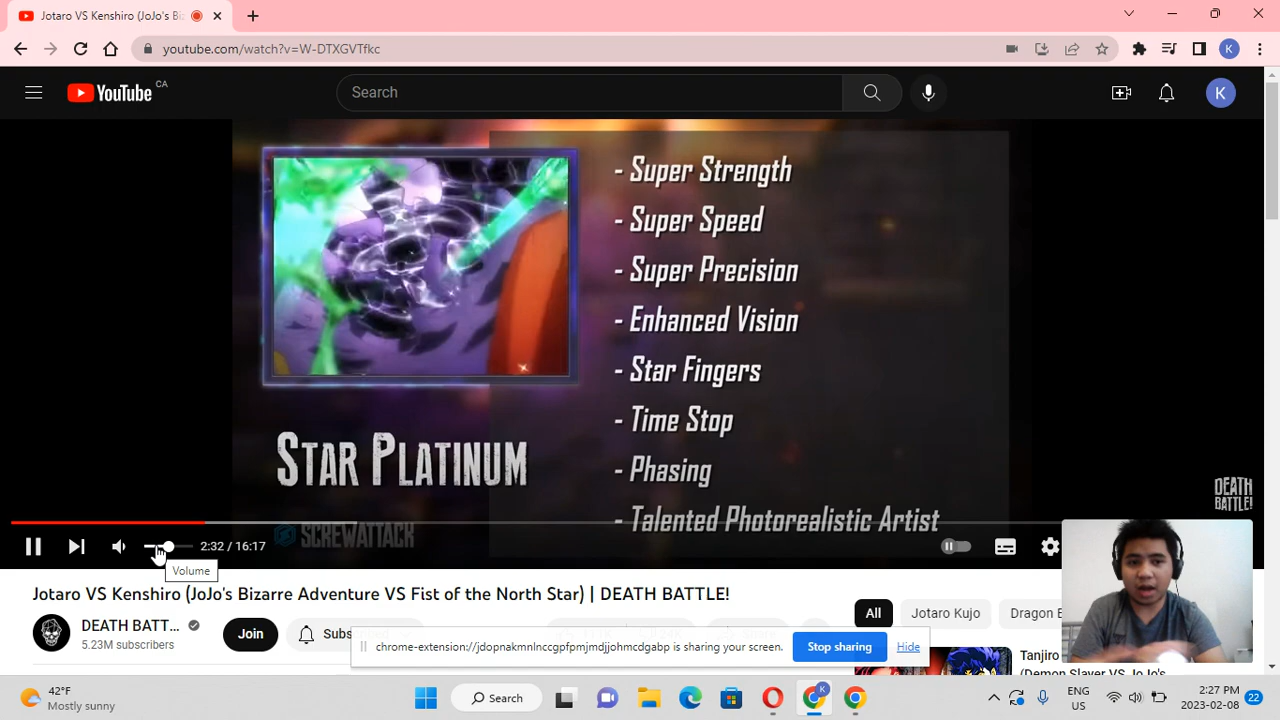 Jotaro VS Kenshiro (JoJo's Bi
youtube.com/watch?v=W-DTXGVTfkc
K
YouTube CA
Search
K
- Super Strength
- Super Speed
- Super Precision
- Enhanced Vision
- Star Fingers
- Time Stop
- Phasing
- Talented Photorealistic Artist
STAR PLATINUM
SCREWATTACK
DEATH BATTLE!
2:32 / 16:17
Volume
Jotaro VS Kenshiro (JoJo's Bizarre Adventure VS Fist of the North Star) | DEATH BATTLE!
All
Jotaro Kujo
Dragon
DEATH BATT...
5.23M subscribers
Join
Subs
chrome-extension://jdopnakmnlnccgpfpmjmdjjohmcdgabp is sharing your screen.
Stop sharing
Hide
Tanjiro
(Demon Slayer VS JoJo's
42°F
Mostly sunny
Search
K
ENG
US
2:27 PM
2023-02-08
22